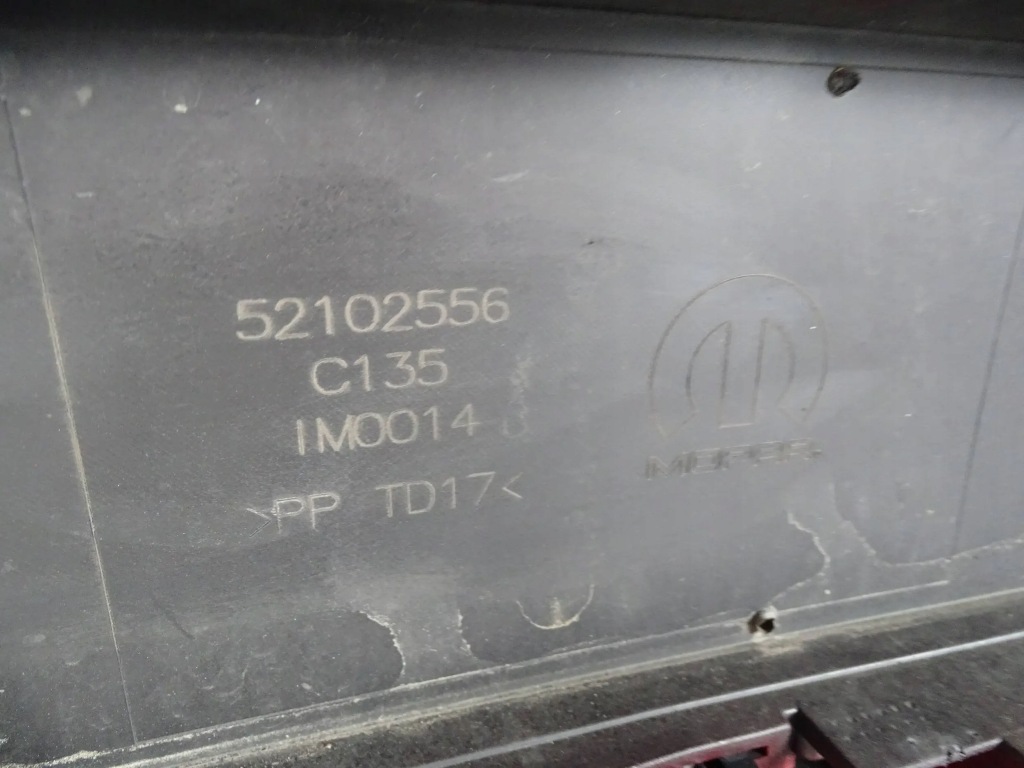 52102556
C135
IM0014
>PP TD17<
MOPAR